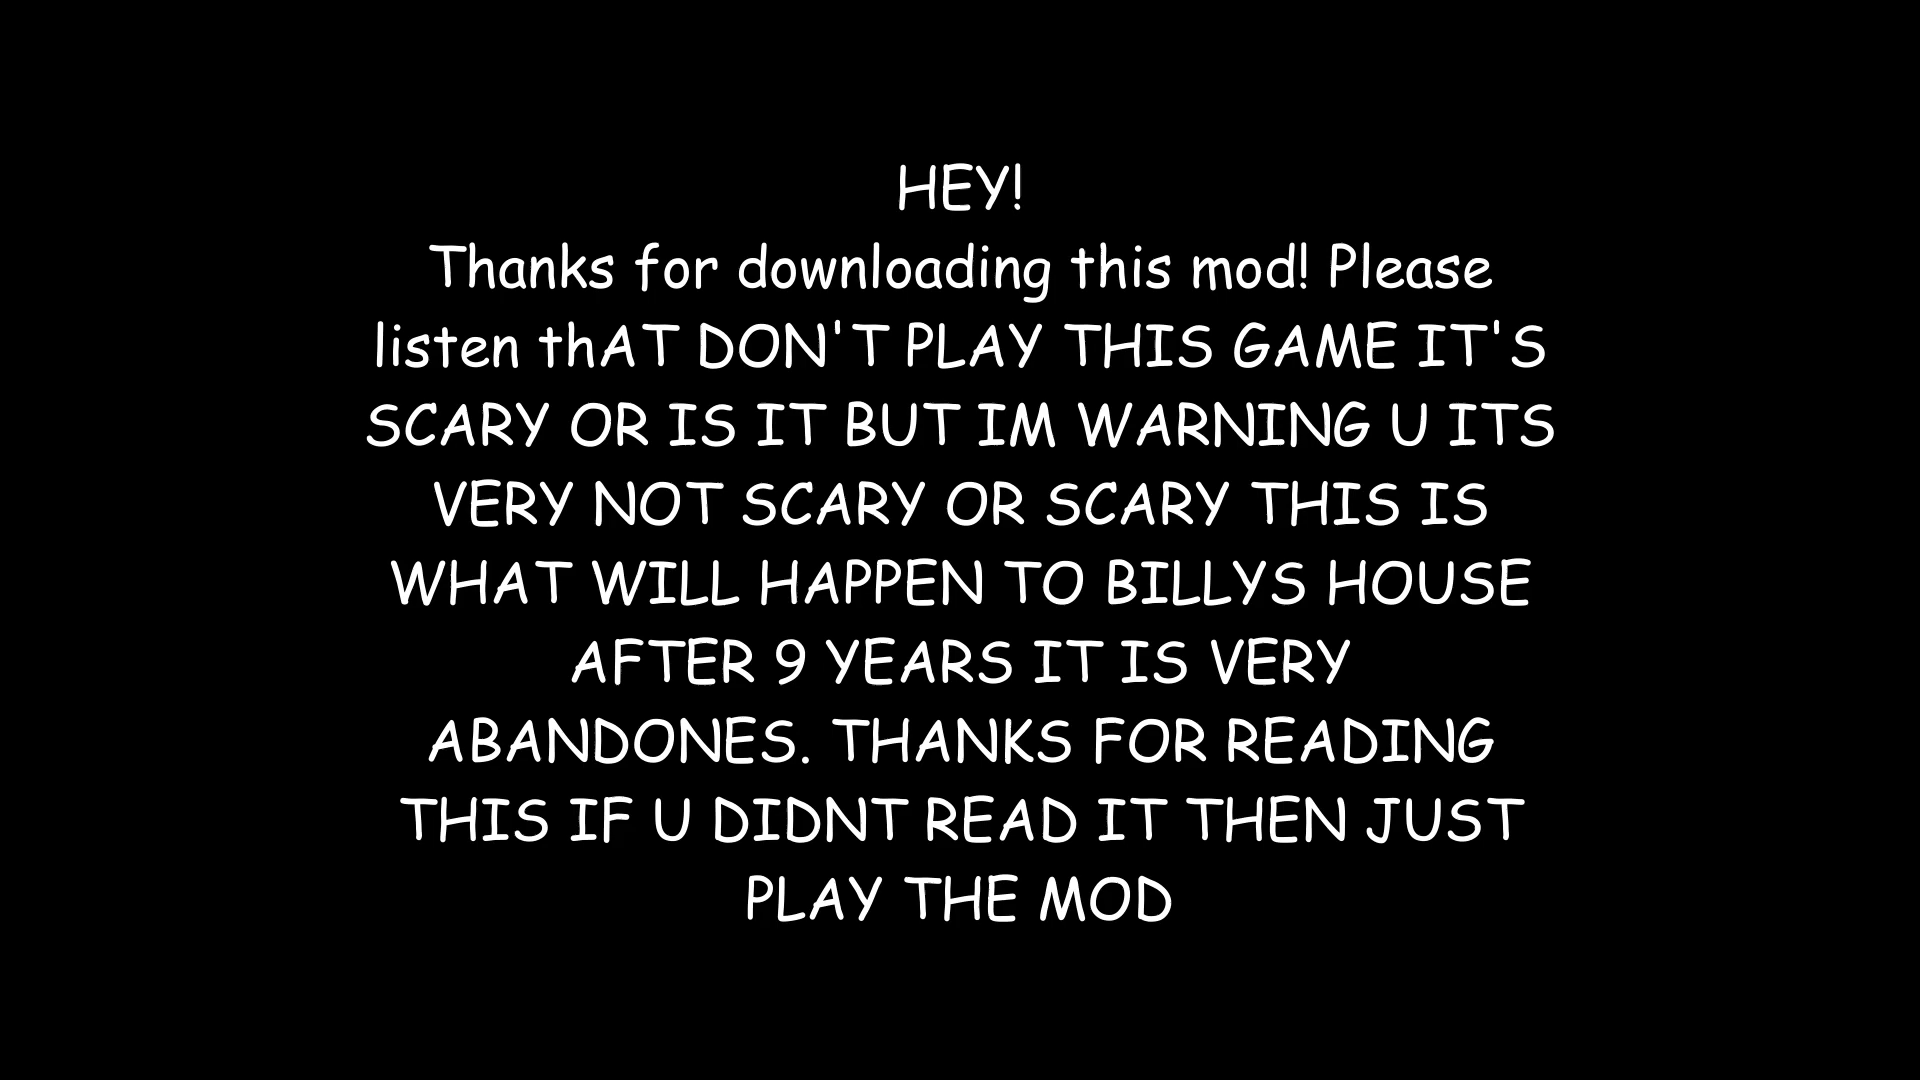 HEY!
Thanks for downloading this mod! Please
listen thAT DON'T PLAY THIS GAME IT'S
SCARY OR IS IT BUT IM WARNING U ITS
VERY NOT SCARY OR SCARY THIS IS
WHAT WILL HAPPEN TO BILLYS HOUSE
AFTER 9 YEARS IT IS VERY
ABANDONES. THANKS FOR READING
THIS IF U DIDNT READ IT THEN JUST
PLAY THE MOD